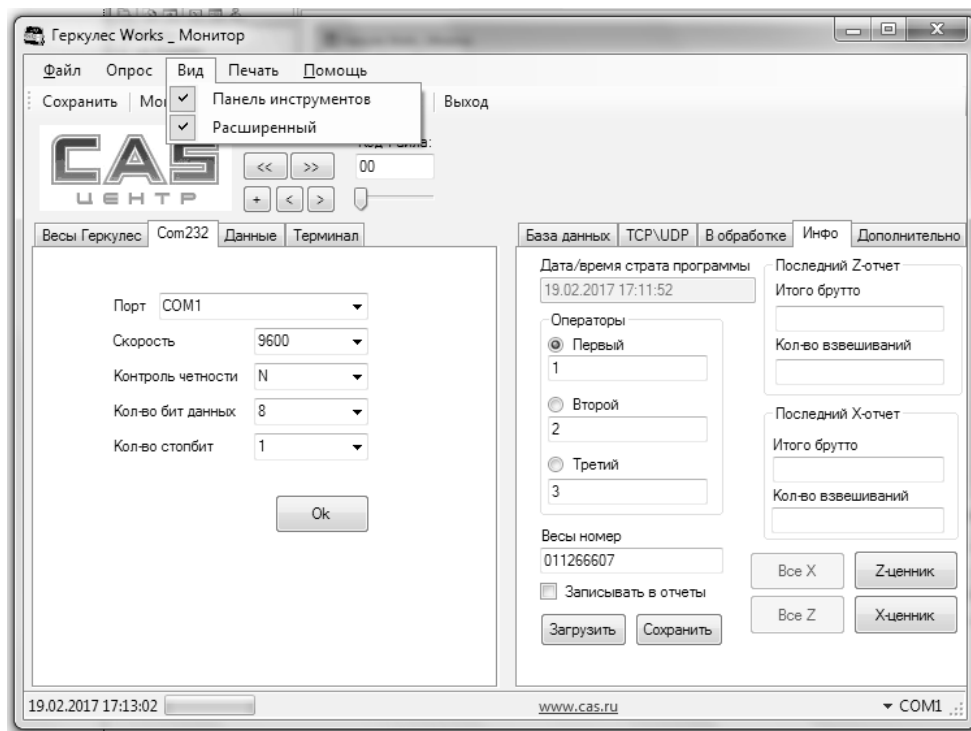 Геркулес Works _ Монитор
Файл Опрос Вид Печать Помощь
Сохранить Мо Выход
Панель инструментов
Расширенный
CAS
ЦЕНТР
<< >> 00
+ < >
Весы Геркулес Com232 Данные Терминал
База данных TCP\UDP В обработке Инфо Дополнительно
Порт COM1
Скорость 9600
Контроль четности N
Кол-во бит данных 8
Кол-во стопбит 1
Ok
Дата/время страта программы
19.02.2017 17:11:52
Операторы
Первый
1
Второй
2
Третий
3
Весы номер
011266607
Записывать в отчеты
Загрузить Сохранить
Последний Z-отчет
Итого брутто
Кол-во взвешиваний
Последний X-отчет
Итого брутто
Кол-во взвешиваний
Все X Z-ценник
Все Z X-ценник
19.02.2017 17:13:02 www.cas.ru COM1